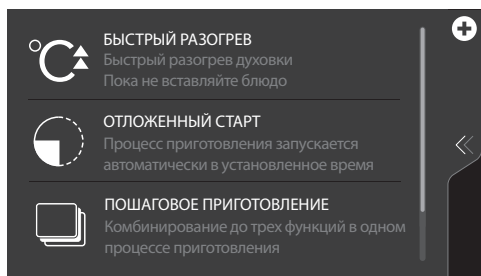 БЫСТРЫЙ РАЗОГРЕВ
Быстрый разогрев духовки
Пока не вставляйте блюдо
ОТЛОЖЕННЫЙ СТАРТ
Процесс приготовления запускается
автоматически в установленное время
ПОШАГОВОЕ ПРИГОТОВЛЕНИЕ
Комбинирование до трех функций в одном
процессе приготовления